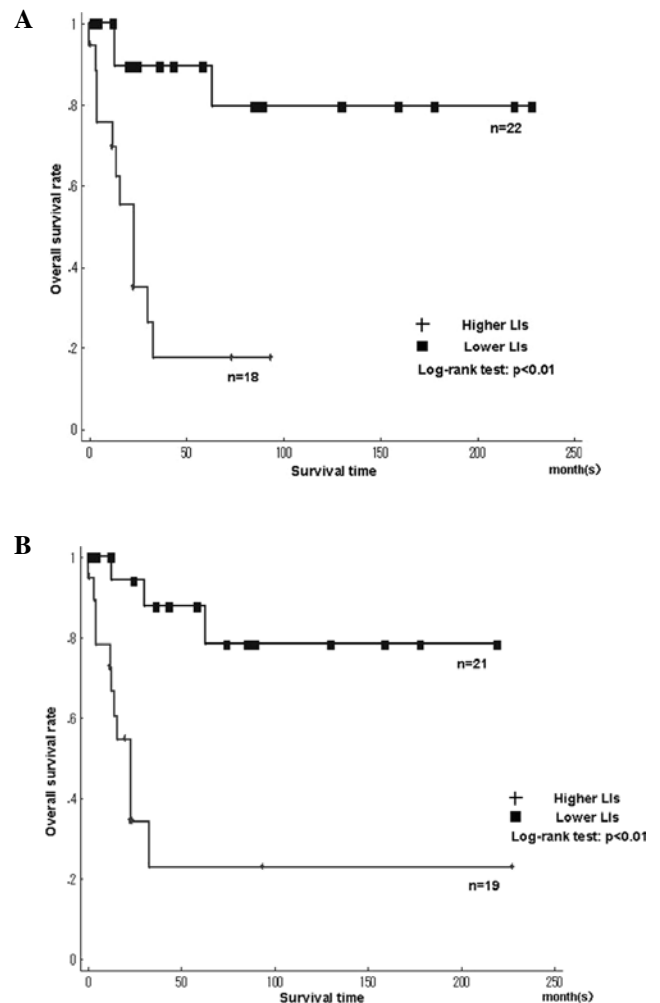 A
1
.8
.6
.4
.2
0
Overall survival rate
n=22
n=18
Higher LIs
Lower LIs
Log-rank test: p<0.01
0 50 100 150 200 250
Survival time
month(s)
B
1
.8
.6
.4
.2
0
Overall survival rate
n=21
n=19
Higher LIs
Lower LIs
Log-rank test: p<0.01
0 50 100 150 200 250
Survival time
month(s)